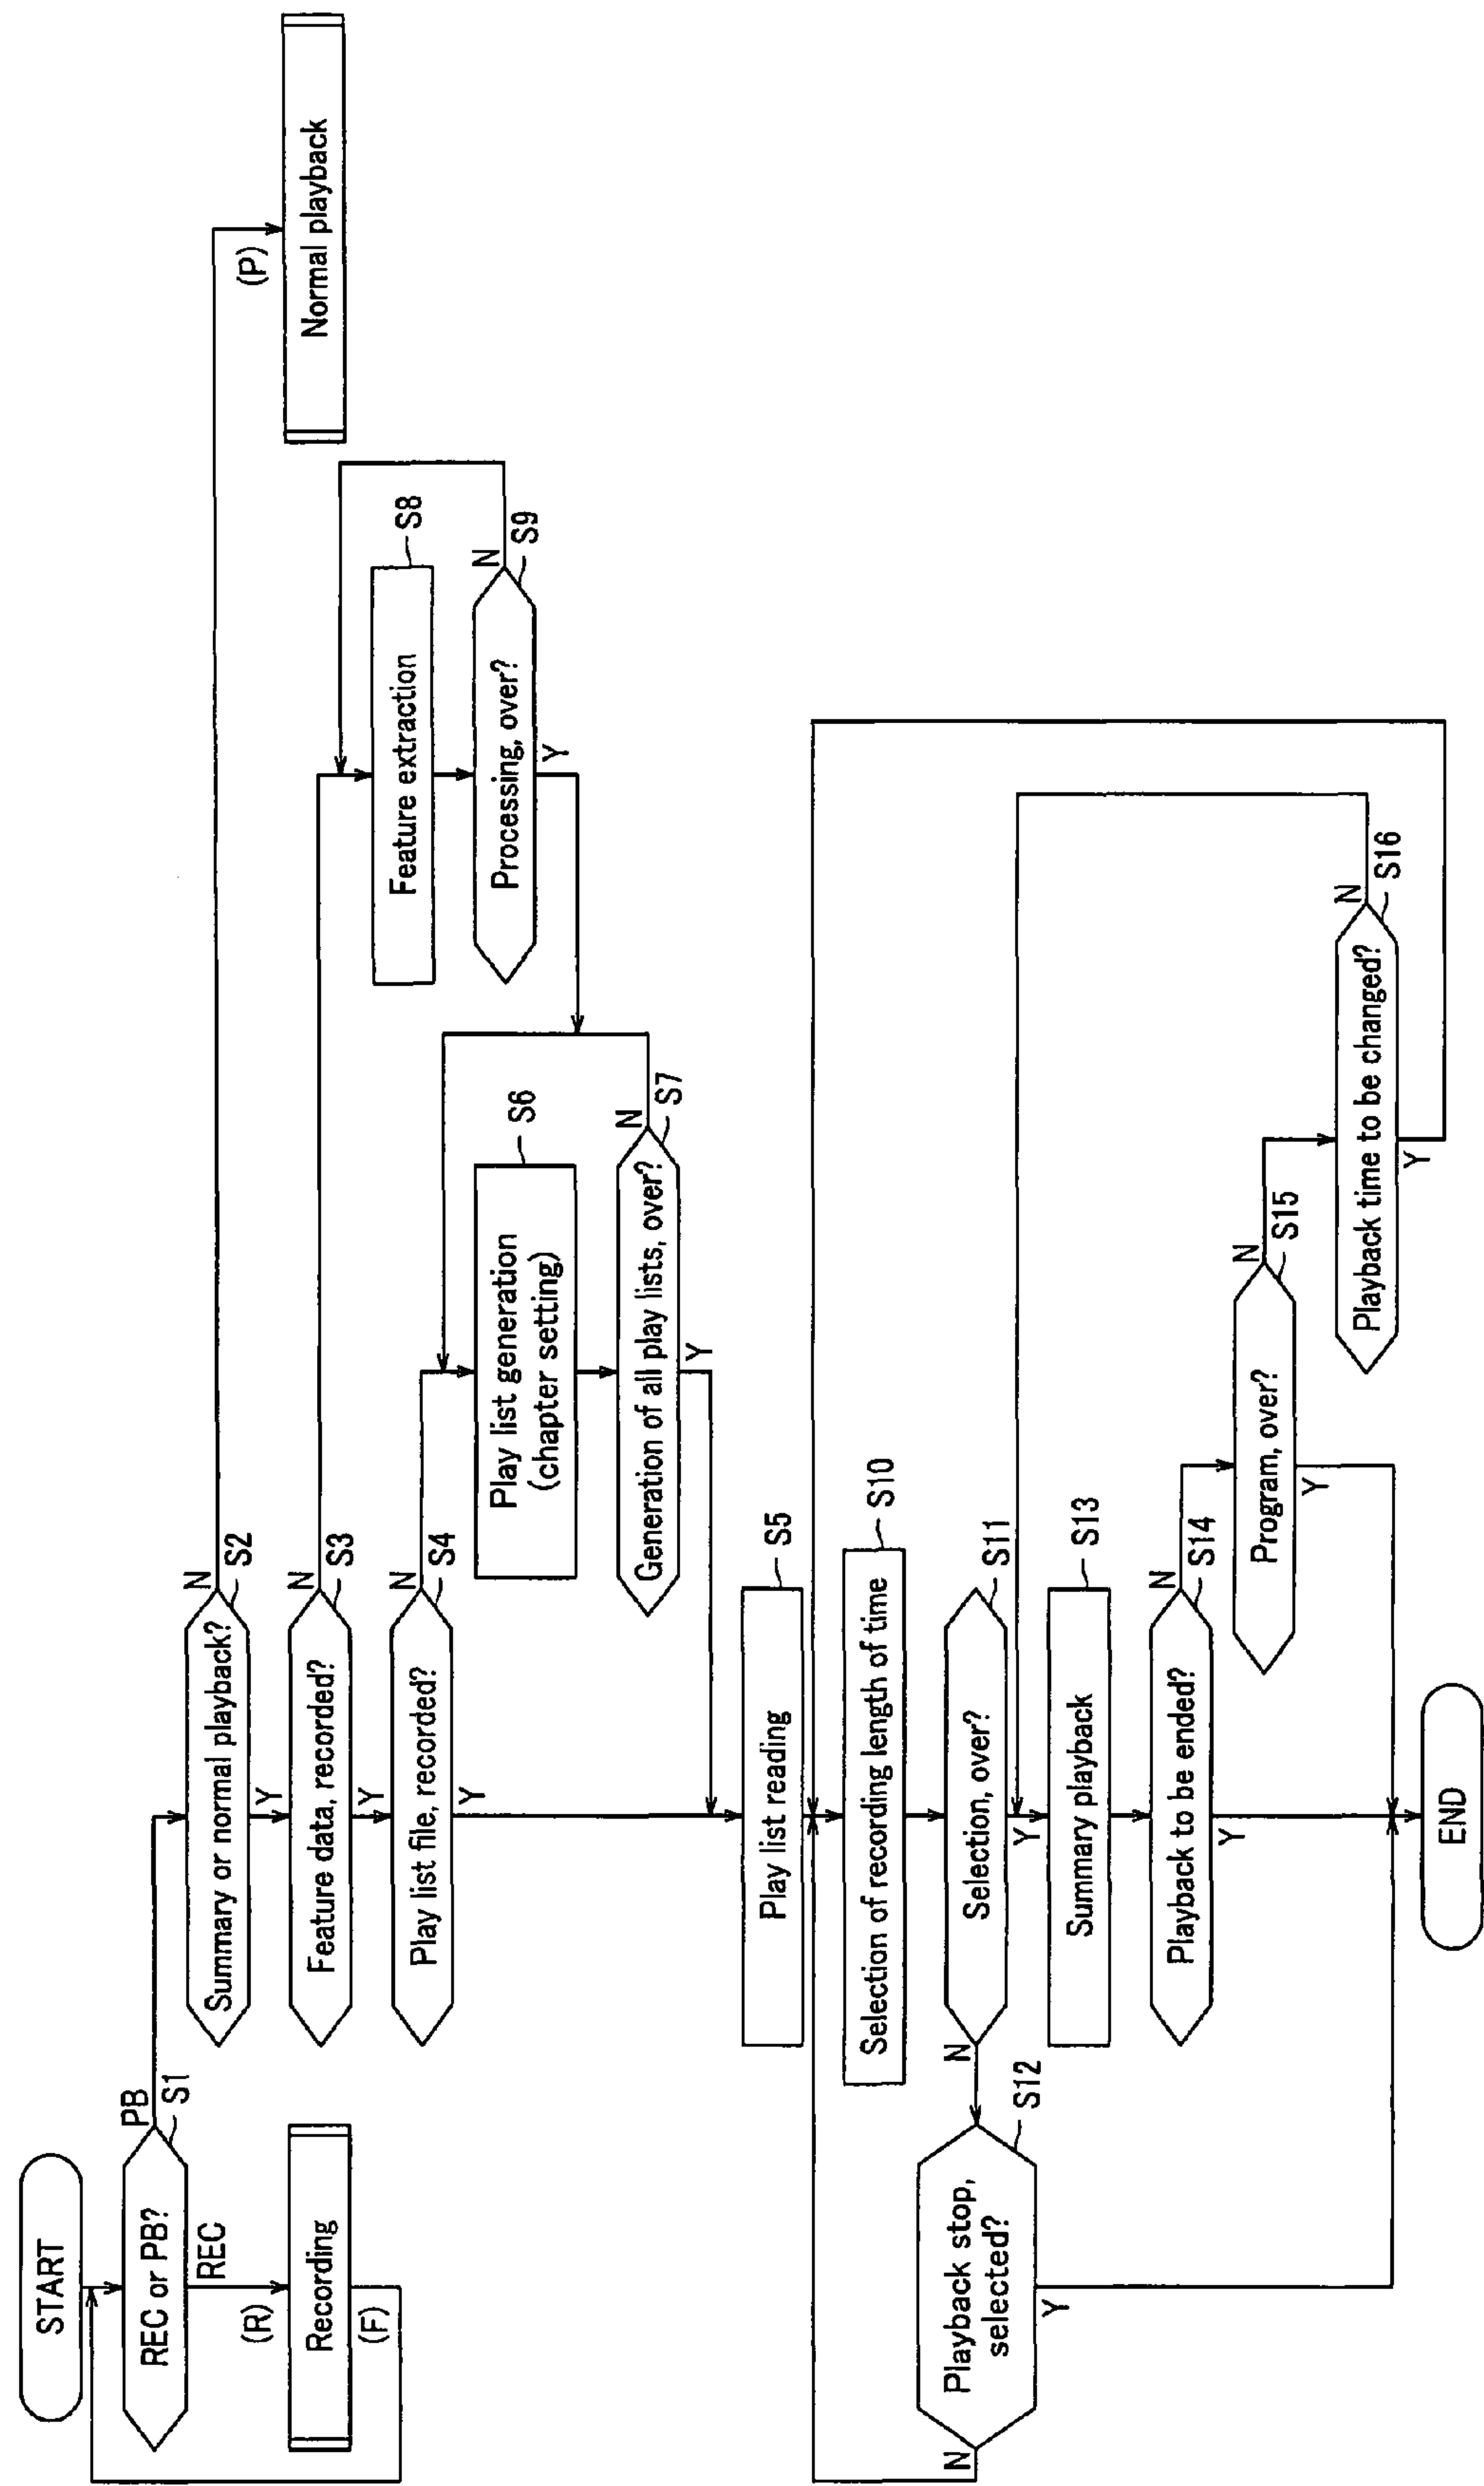 START
REC or PB?
PB
S1
REC
(R)
Recording
(F)
Summary or normal playback?
N
S2
Y
(P)
Normal playback
Feature data, recorded?
N
S3
Y
Play list file, recorded?
N
S4
Y
Feature extraction
S8
Processing, over?
N
S9
Y
Play list generation
(chapter setting)
S6
Generation of all play lists, over?
N
S7
Y
Play list reading
S5
Selection of recording length of time
S10
Selection, over?
S11
N
Y
Playback stop,
selected?
S12
N
Y
Summary playback
S13
Playback to be ended?
N
S14
Y
Program, over?
N
S15
Y
Playback time to be changed?
N
S16
Y
END